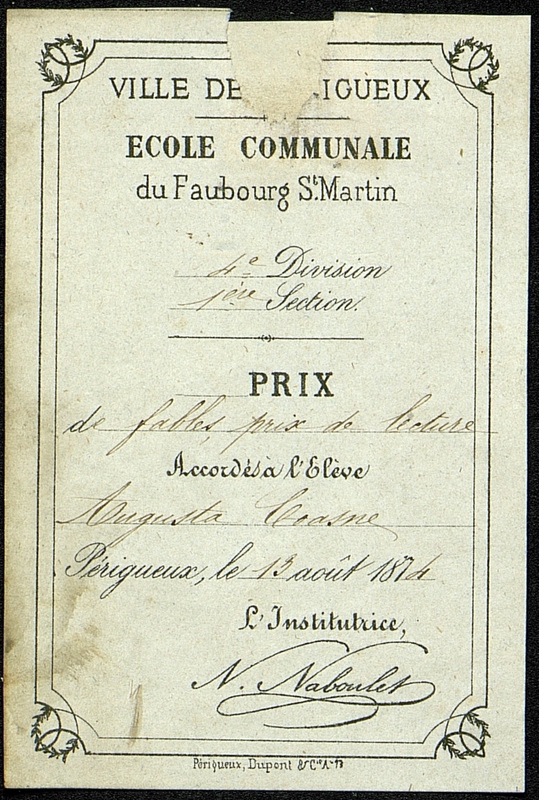 VILLE DE IGUEUX
ECOLE COMMUNALE
du Faubourg St. Martin
4e Division
1ère Section.
PRIX
de fables, prix de lecture
Accordés à l'Elève
Augusta
Périgueux, le 13 août 1874
L'Institutrice,
N. Naboulet
Périgueux, Dupont & Cie